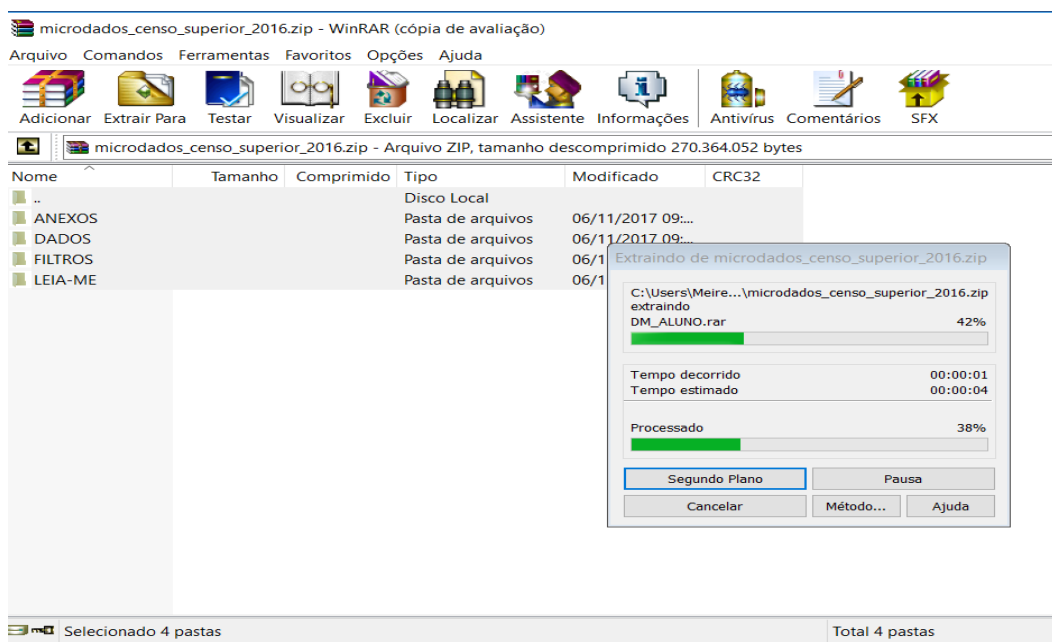 microdados_censo_superior_2016.zip - WinRAR (cópia de avaliação)
Arquivo Comandos Ferramentas Favoritos Opções Ajuda
Adicionar Extrair Para Testar Visualizar Excluir Localizar Assistente Informações Antivírus Comentários SFX
microdados_censo_superior_2016.zip - Arquivo ZIP, tamanho descomprimido 270.364.052 bytes
Nome Tamanho Comprimido Tipo Modificado CRC32
.. Disco Local
ANEXOS Pasta de arquivos 06/11/2017 09:...
DADOS Pasta de arquivos 06/11/2017 09:...
FILTROS Pasta de arquivos 06/1
LEIA-ME Pasta de arquivos 06/1
Extraindo de microdados_censo_superior_2016.zip
C:\Users\Meire...\microdados_censo_superior_2016.zip
extraindo
DM_ALUNO.rar 42%
Tempo decorrido 00:00:01
Tempo estimado 00:00:04
Processado 38%
Segundo Plano Pausa
Cancelar Método... Ajuda
Selecionado 4 pastas Total 4 pastas